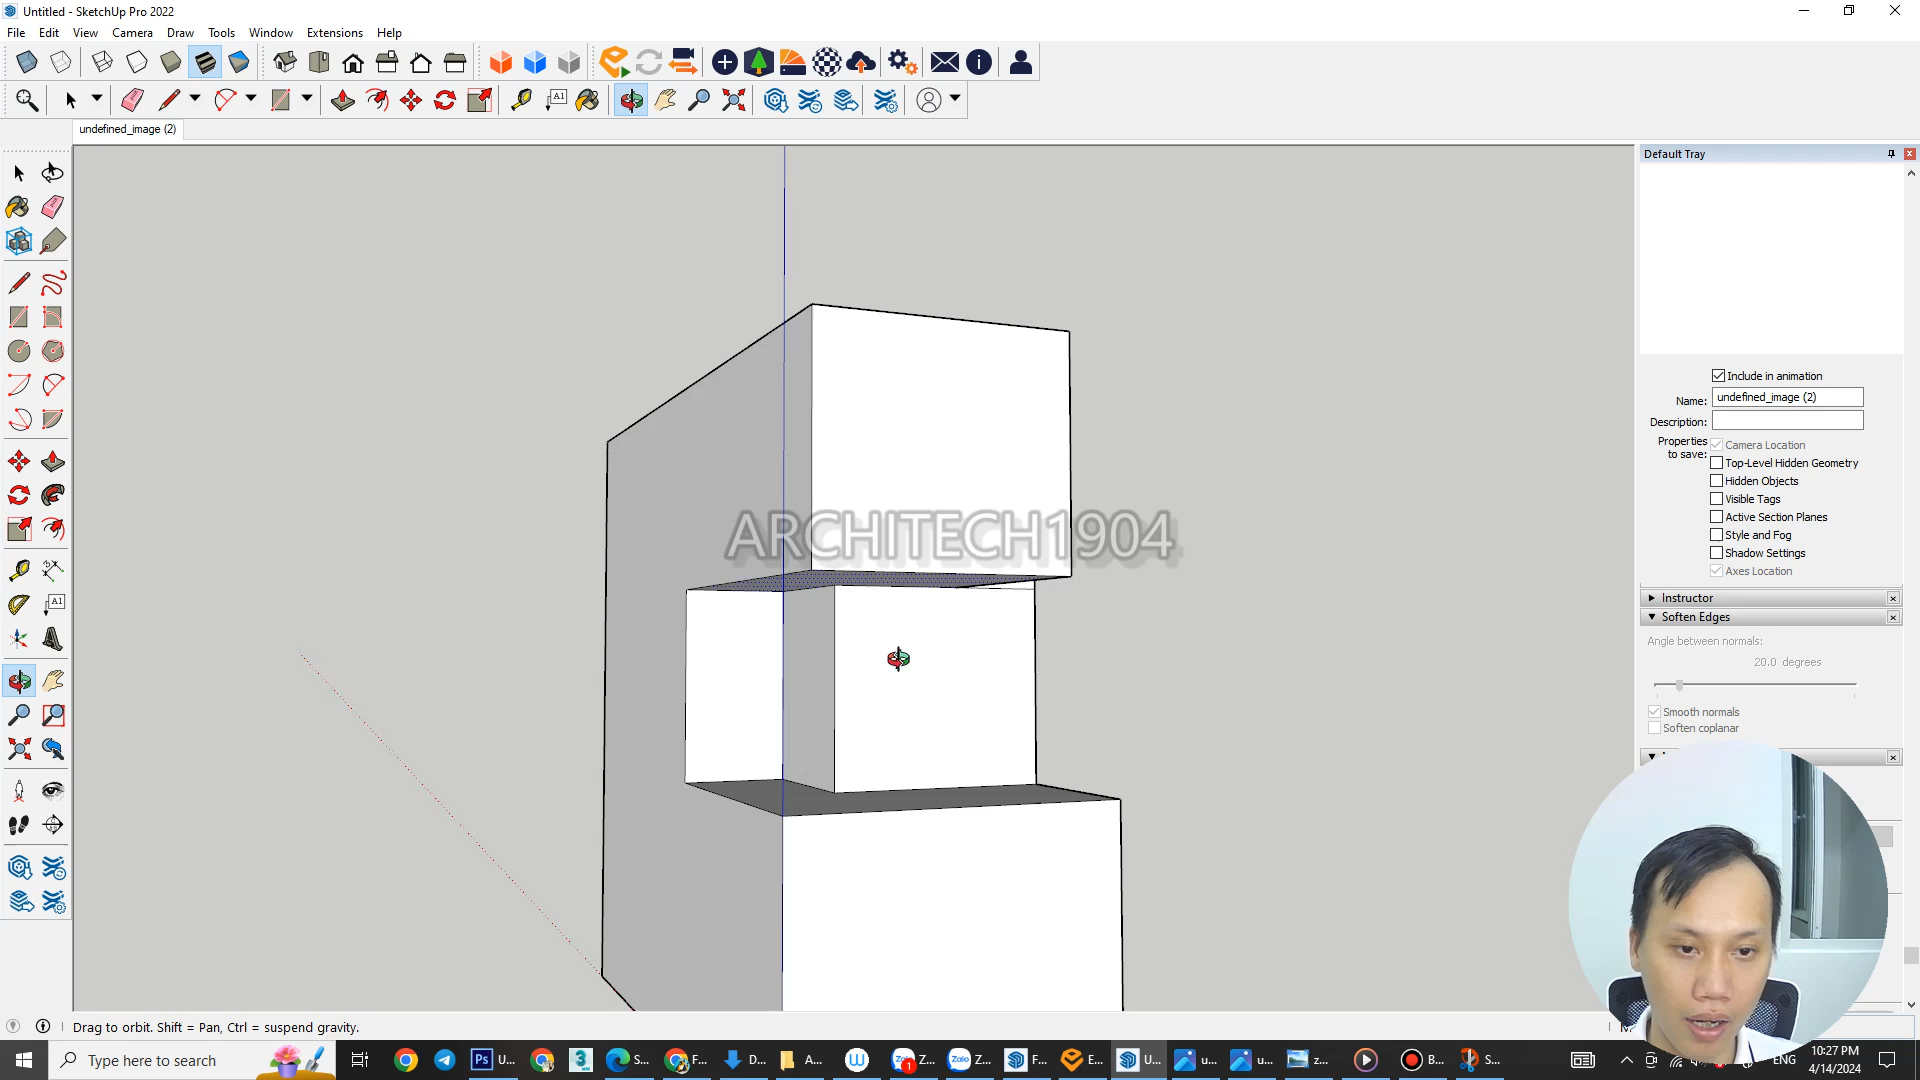 Untitled - SketchUp Pro 2022
File Edit View Camera Draw Tools Window Extensions Help
A1
undefined_image (2)
Default Tray
Include in animation
Name: undefined_image (2)
Description:
Properties to save:
Camera Location
Top-Level Hidden Geometry
Hidden Objects
Visible Tags
Active Section Planes
Style and Fog
Shadow Settings
Axes Location
ARCHITECH1904
A1
Instructor
Soften Edges
Angle between normals:
20.0 degrees
Smooth normals
Soften coplanar
Drag to orbit. Shift = Pan, Ctrl = suspend gravity.
Type here to search
U... S... F... D... A... Z... Z... F... E... U... u... u... z... B... S...
ENG
10:27 PM
4/14/2024